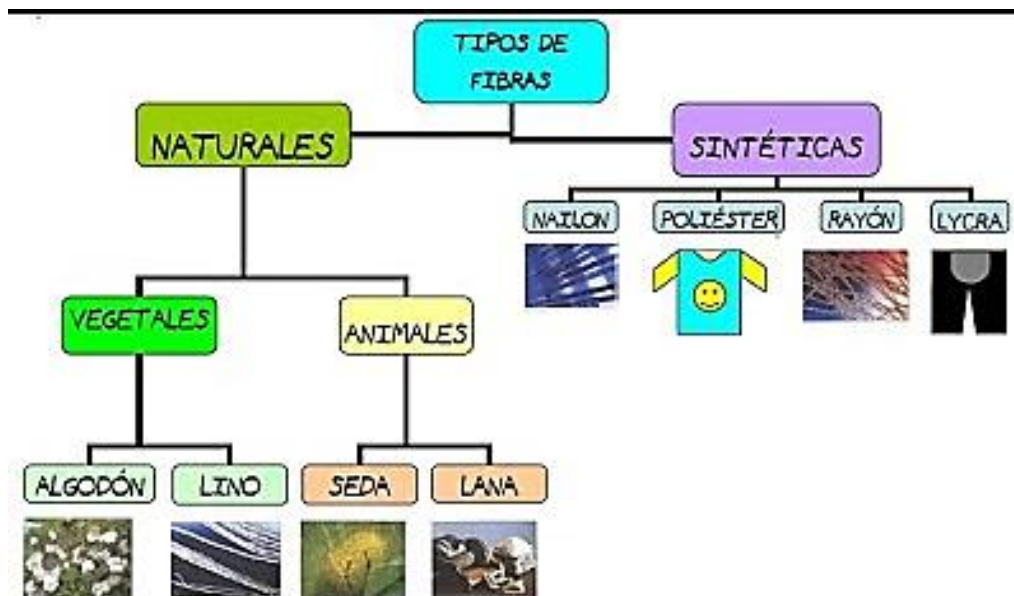 TIPOS DE
FIBRAS
NATURALES
SINTÉTICAS
NAILON
POLIÉSTER
RAYÓN
LYCRA
VEGETALES
ANIMALES
ALGODÓN
LINO
SEDA
LANA